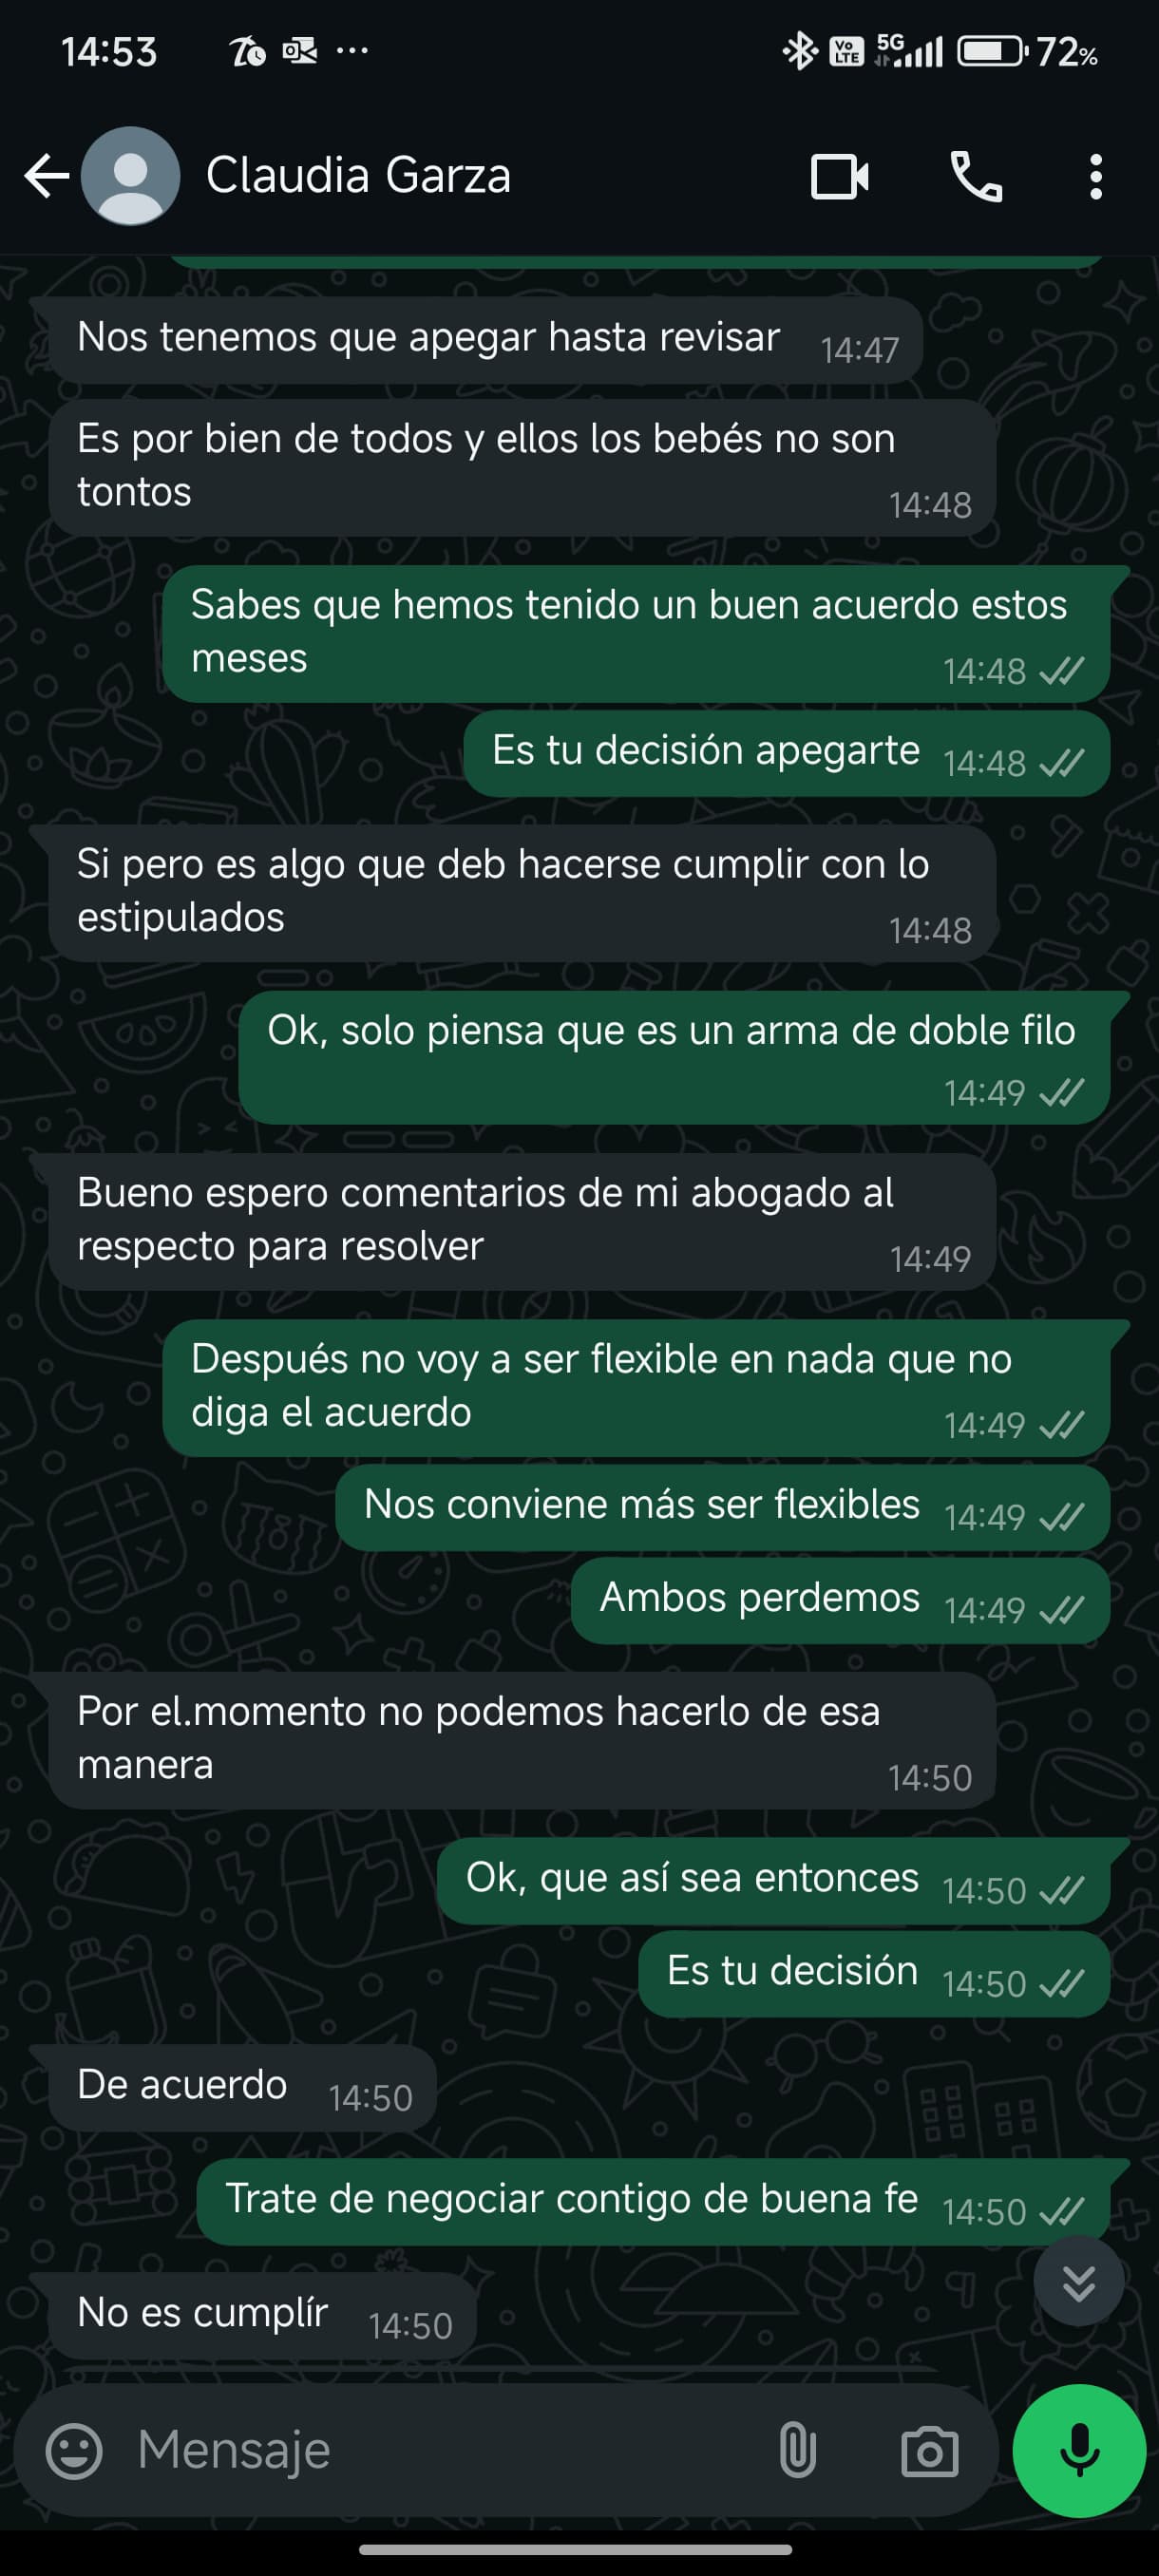 14:53
Vo LTE 5G 72%
Claudia Garza
Nos tenemos que apegar hasta revisar 14:47
Es por bien de todos y ellos los bebés no son
tontos 14:48
Sabes que hemos tenido un buen acuerdo estos
meses 14:48
Es tu decisión apegarte 14:48
Si pero es algo que deb hacerse cumplir con lo
estipulados 14:48
Ok, solo piensa que es un arma de doble filo
14:49
Bueno espero comentarios de mi abogado al
respecto para resolver 14:49
Después no voy a ser flexible en nada que no
diga el acuerdo 14:49
Nos conviene más ser flexibles 14:49
Ambos perdemos 14:49
Por el.momento no podemos hacerlo de esa
manera 14:50
Ok, que así sea entonces 14:50
Es tu decisión 14:50
De acuerdo 14:50
Trate de negociar contigo de buena fe 14:50
No es cumplír 14:50
Mensaje